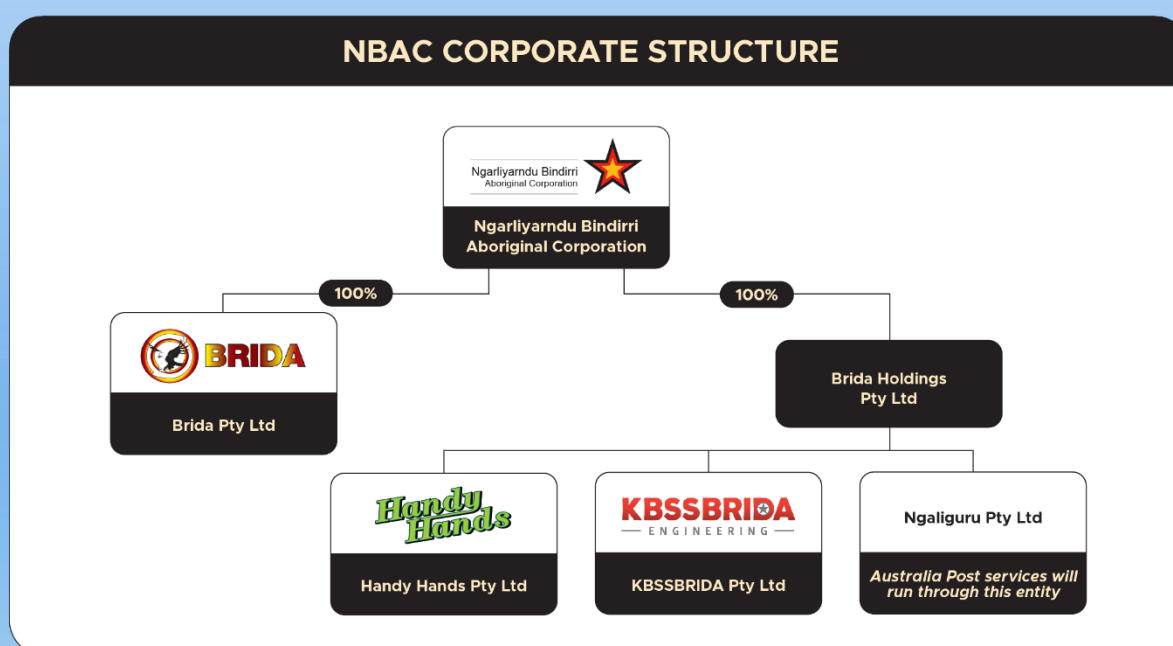 NBAC CORPORATE STRUCTURE
Ngarliyarndu Bindirri
Aboriginal Corporation
Ngarliyarndu Bindirri
Aboriginal Corporation
100%
100%
BRIDA
Brida Pty Ltd
Brida Holdings
Pty Ltd
Handy
Hands
Handy Hands Pty Ltd
KBSSBRIDA
ENGINEERING
KBSSBRIDA Pty Ltd
Ngaliguru Pty Ltd
Australia Post services will
run through this entity